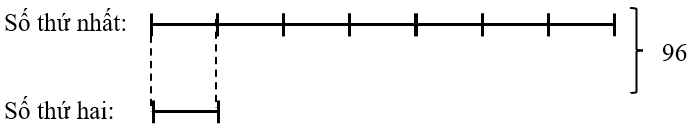 Số thứ nhất:
96
Số thứ hai: